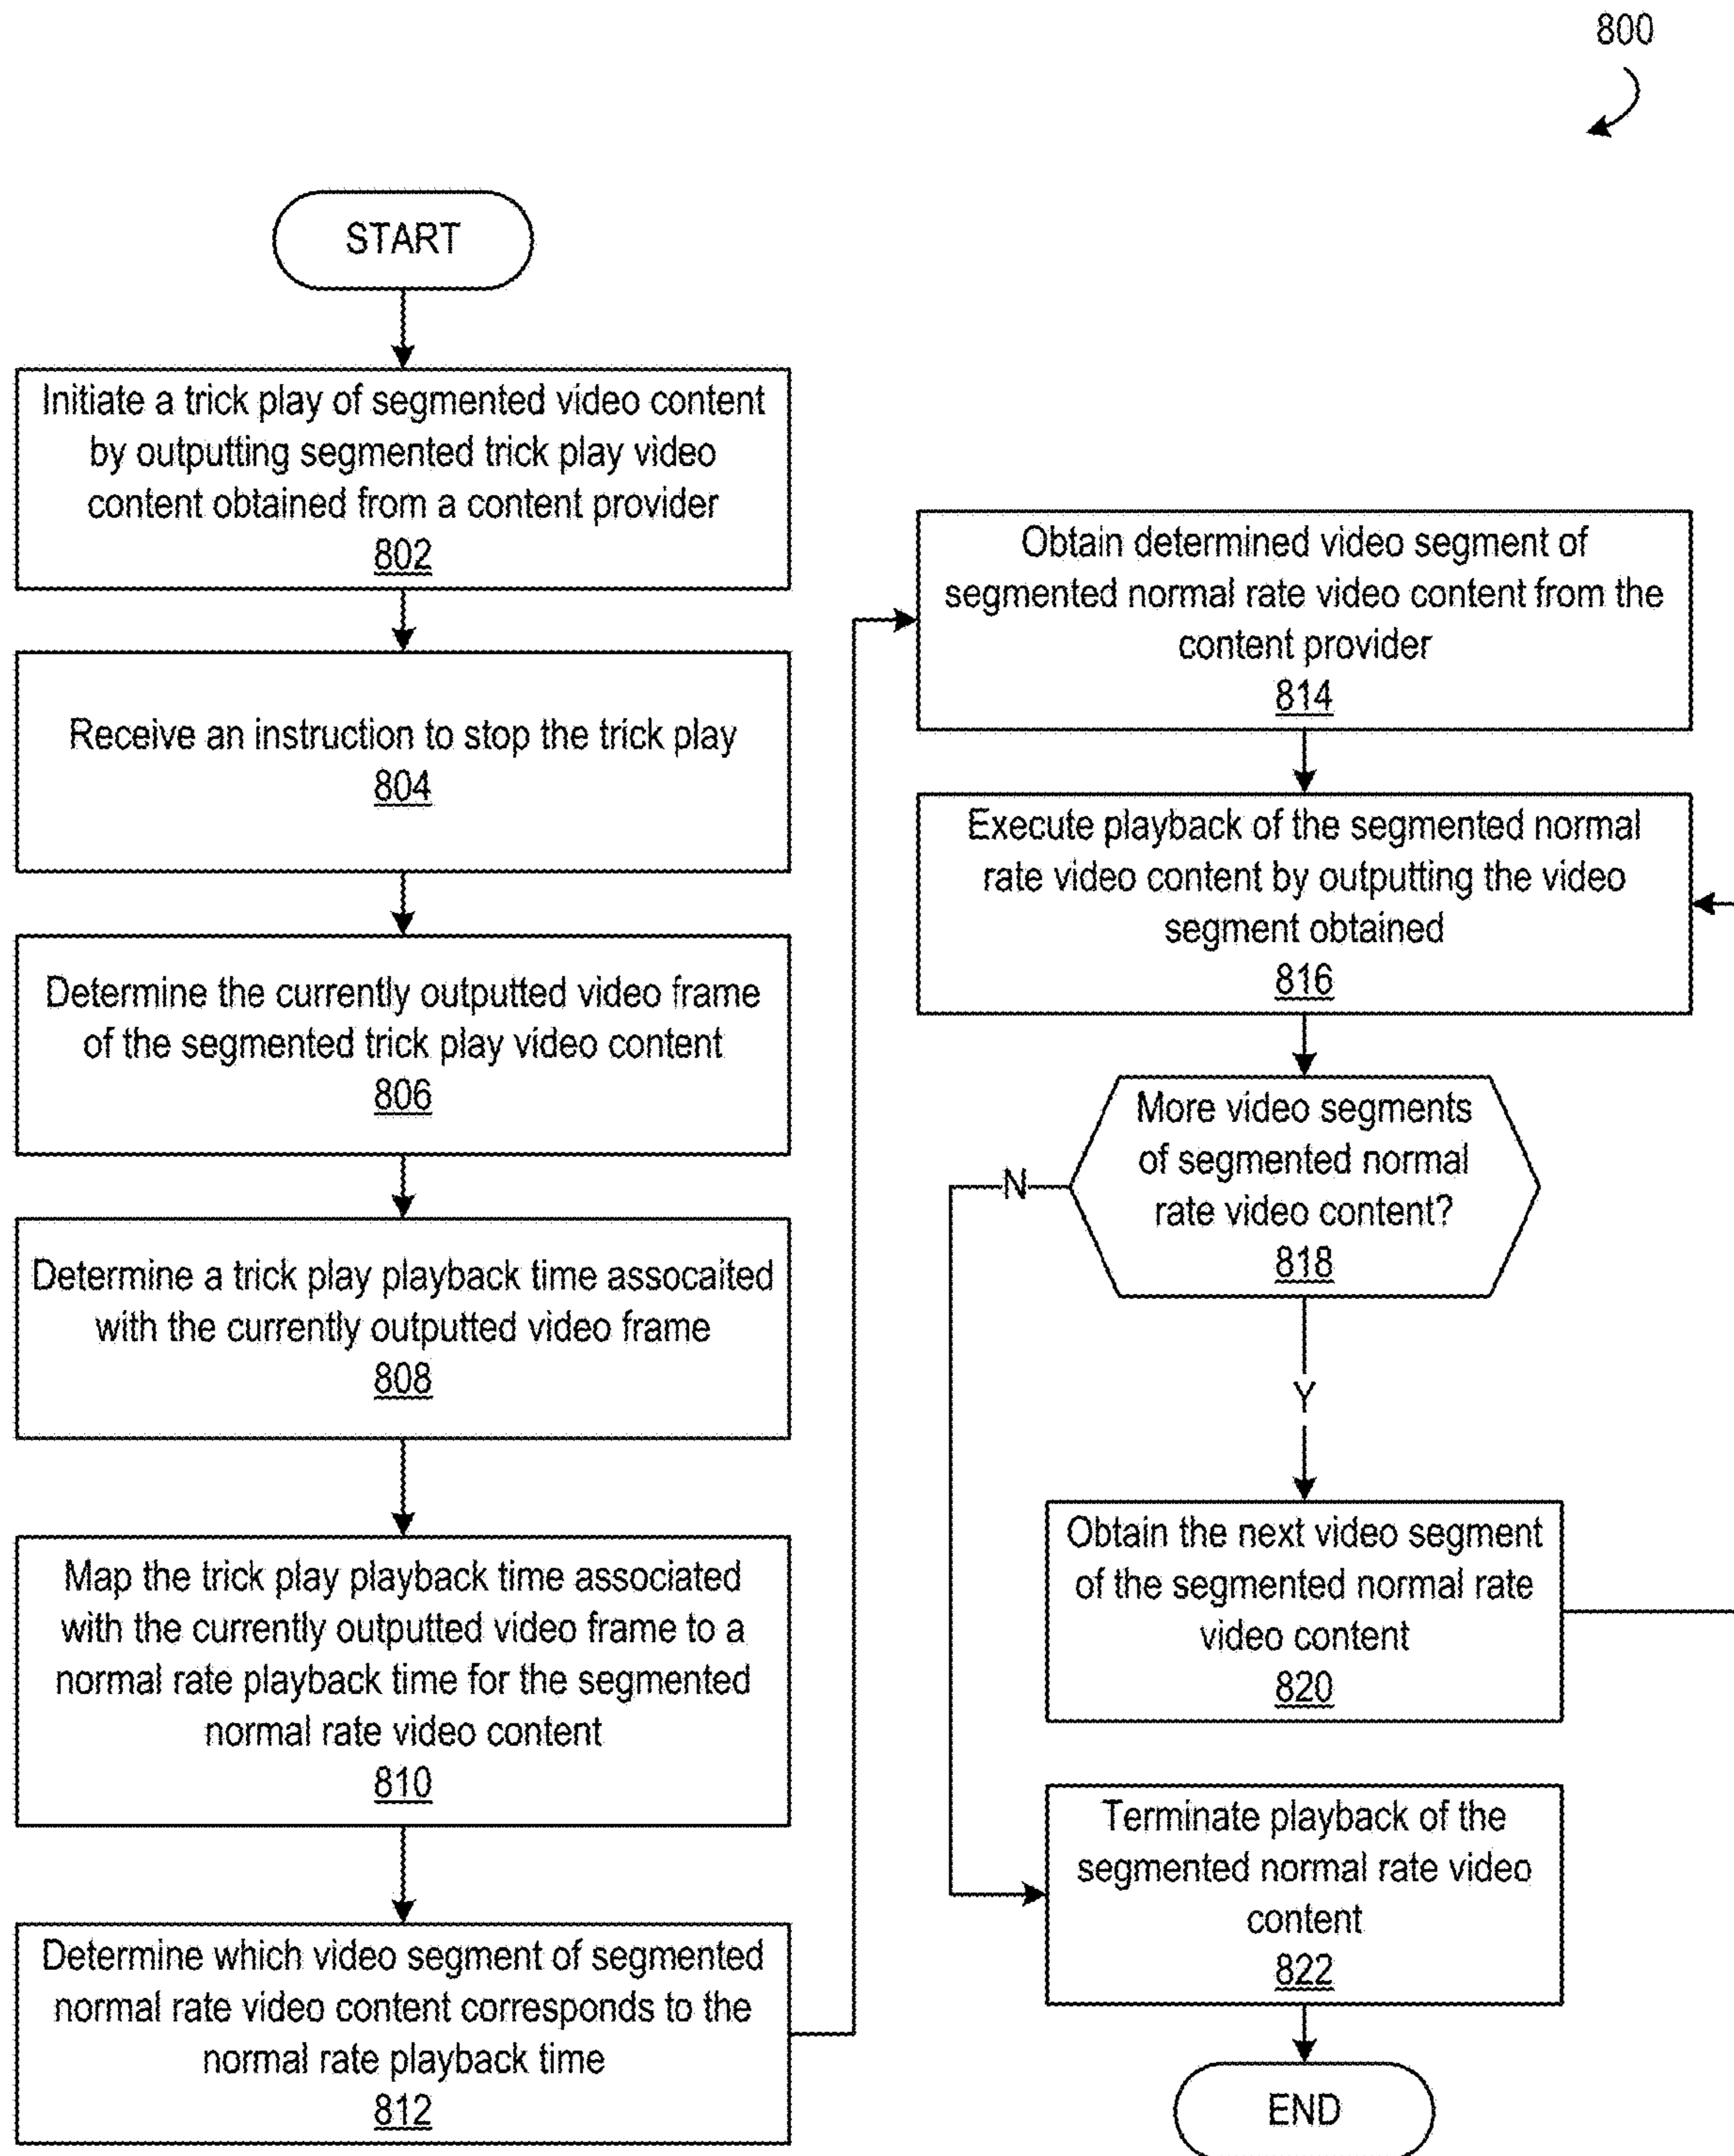 800
START
Initiate a trick play of segmented video content
by outputting segmented trick play video
content obtained from a content provider
802
Receive an instruction to stop the trick play
804
Determine the currently outputted video frame
of the segmented trick play video content
806
Determine a trick play playback time assocaited
with the currently outputted video frame
808
Map the trick play playback time associated
with the currently outputted video frame to a
normal rate playback time for the segmented
normal rate video content
810
Determine which video segment of segmented
normal rate video content corresponds to the
normal rate playback time
812
Obtain determined video segment of
segmented normal rate video content from the
content provider
814
Execute playback of the segmented normal
rate video content by outputting the video
segment obtained
816
More video segments
of segmented normal
rate video content?
818
N
Y
Obtain the next video segment
of the segmented normal rate
video content
820
Terminate playback of the
segmented normal rate video
content
822
END